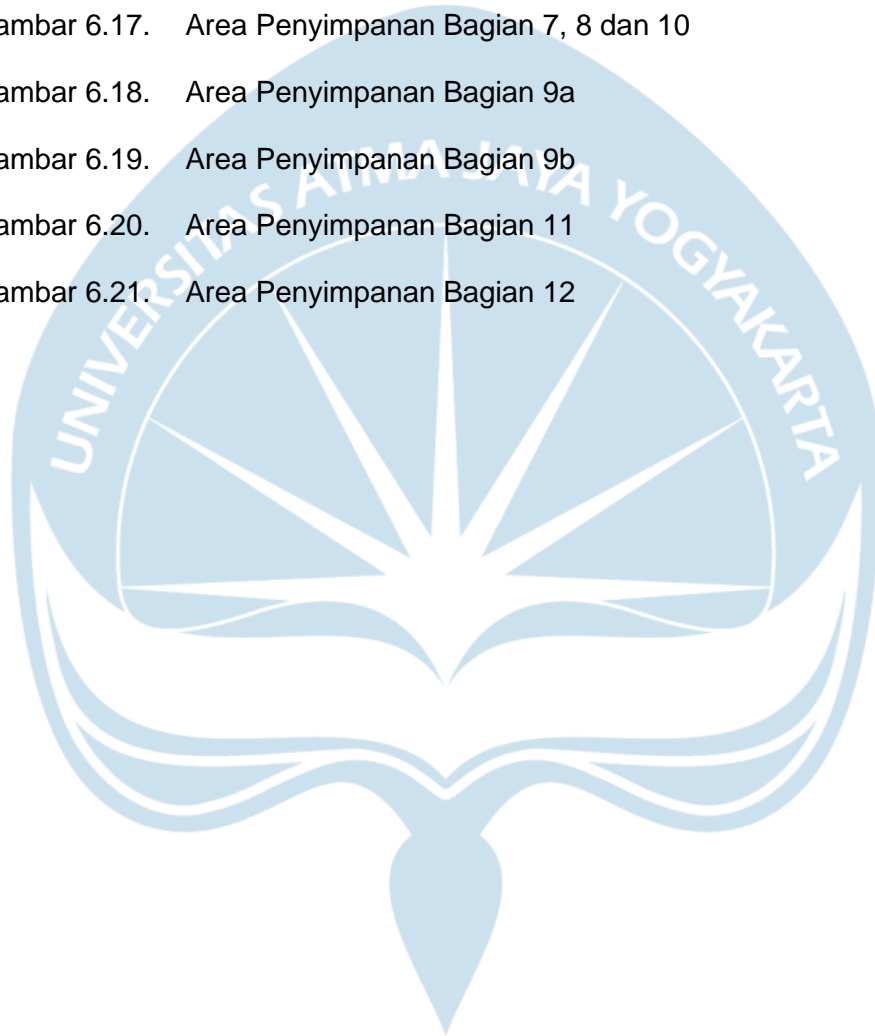 ambar 6.17. Area Penyimpanan Bagian 7, 8 dan 10
ambar 6.18. Area Penyimpanan Bagian 9a
ambar 6.19. Area Penyimpanan Bagian 9b
ambar 6.20. Area Penyimpanan Bagian 11
ambar 6.21. Area Penyimpanan Bagian 12
UNIVERSITAS ATMA JAYA YOGYAKARTA